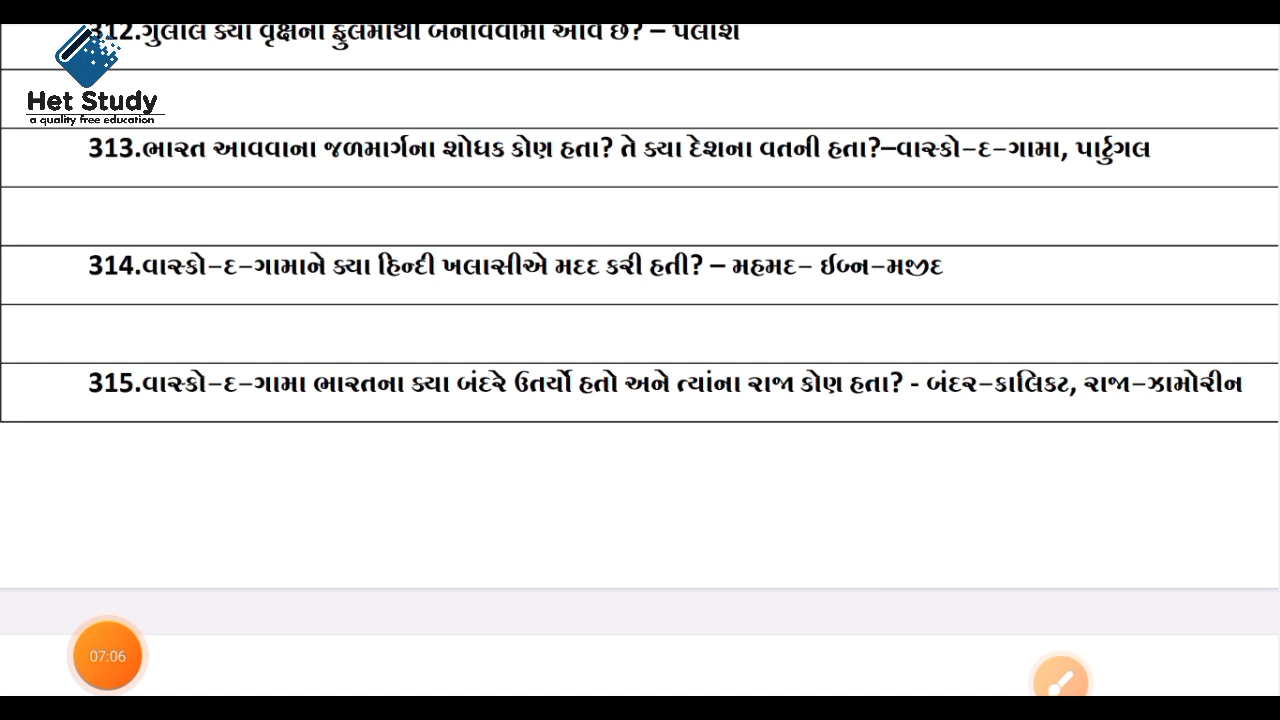 312.ગુલાલ ક્યા વૃક્ષના ફુલમાંથી બનાવવામાં આવે છે? – પલાશ
Het Study
a quality free education
313.ભારત આવવાના જળમાર્ગના શોધક કોણ હતા? તે ક્યા દેશના વતની હતા?–વાસ્કો-દ-ગામા, પાર્ટુગલ
314.વાસ્કો-દ-ગામાને ક્યા હિન્દી ખલાસીએ મદદ કરી હતી? – મહમદ- ઈબ્ન-મજીદ
315.વાસ્કો-દ-ગામા ભારતના ક્યા બંદરે ઉતર્યો હતો અને ત્યાંના રાજા કોણ હતા? - બંદર-કાલિકટ, રાજા-ઝામોરીન
07:06